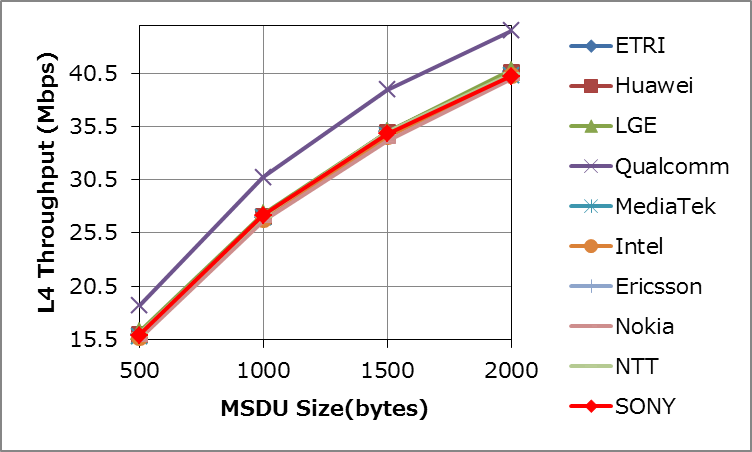 L4 Throughput (Mbps)
40.5
35.5
30.5
25.5
20.5
15.5
500 1000 1500 2000
MSDU Size(bytes)
ETRI
Huawei
LGE
Qualcomm
MediaTek
Intel
Ericsson
Nokia
NTT
SONY